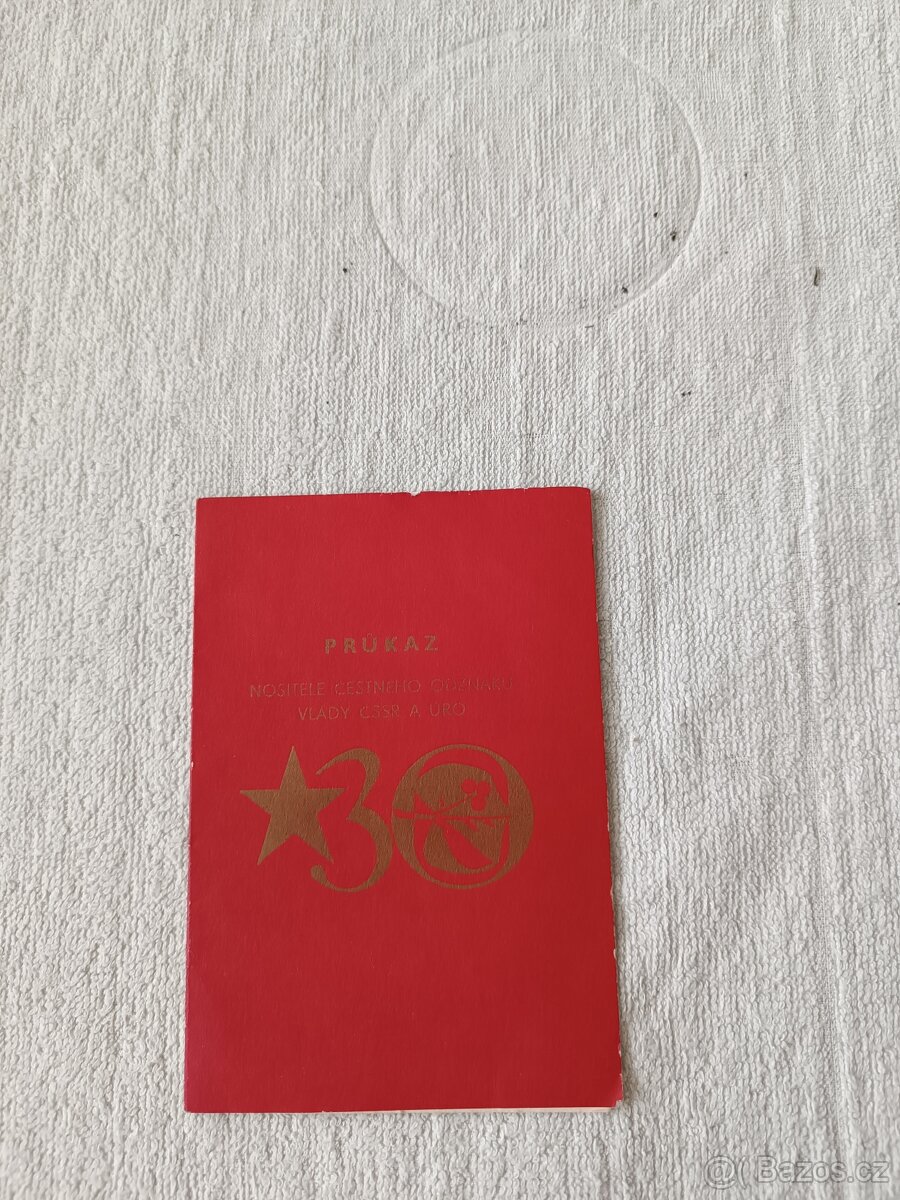 PRŮKAZ
NOSITELE ČESTNÉHO ODZNAKU
VLÁDY ČSSR A ÚRO
30
@ Bazos.cz